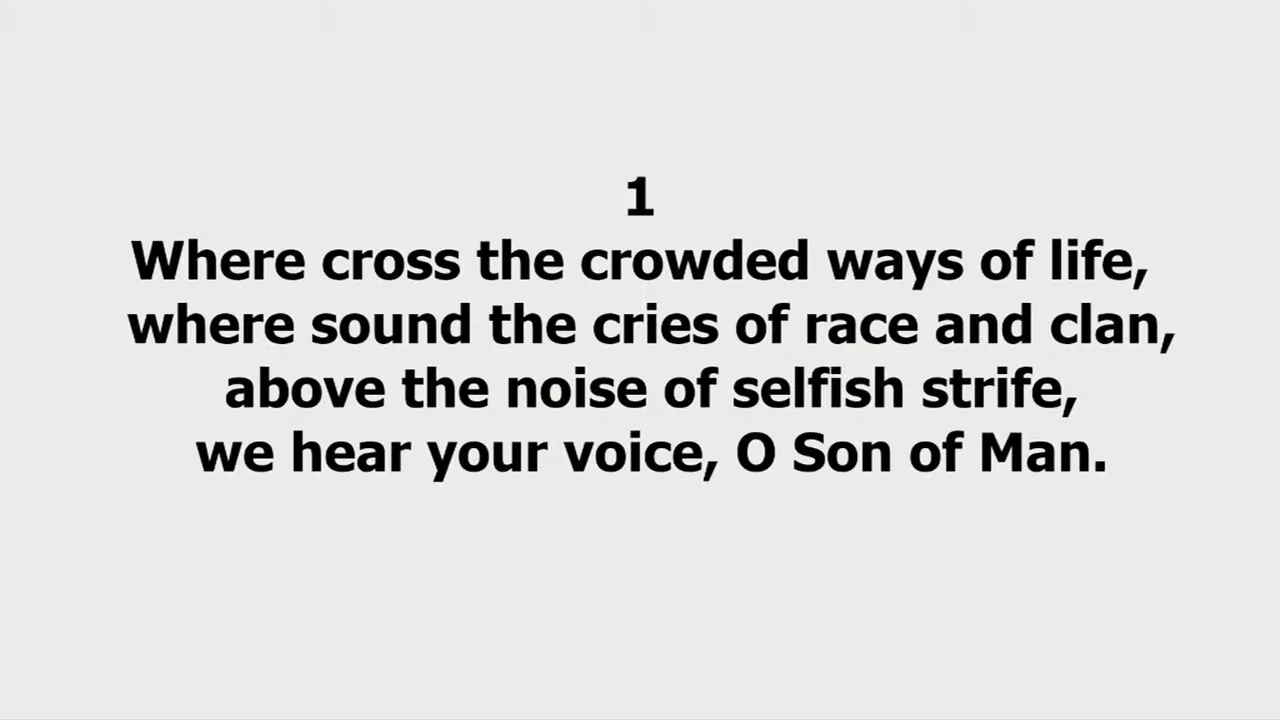 1
Where cross the crowded ways of life,
where sound the cries of race and clan,
above the noise of selfish strife,
we hear your voice, O Son of Man.